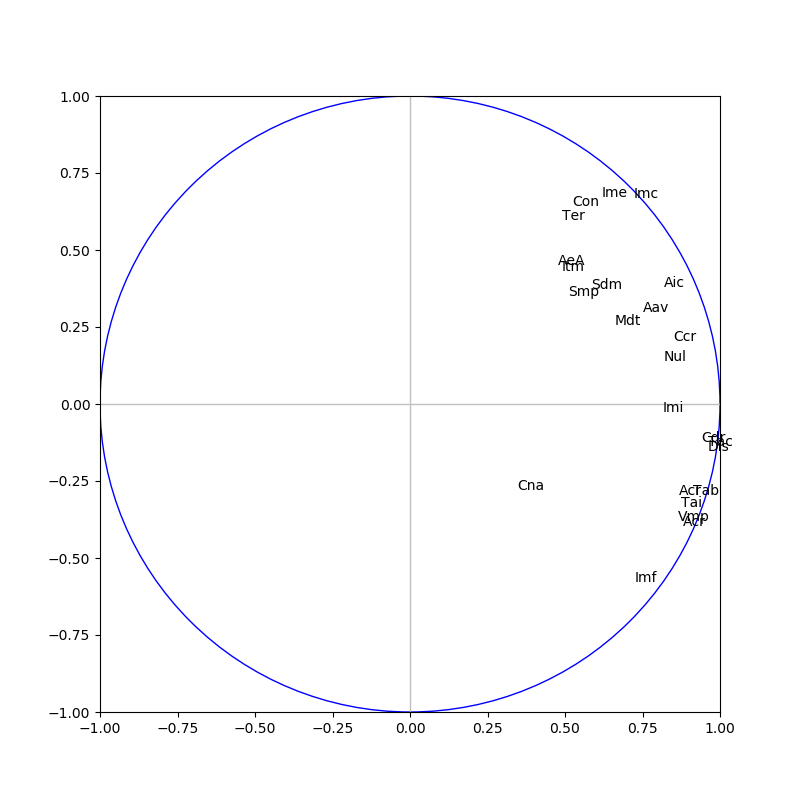 1.00
0.75
Ime Imc
Con
Ter
0.50
AeA
Itm
Aic
Sdm
Smp
Aav
0.25
Mdt
Ccr
Nul
0.00
Imi
Dis
−0.25
Cna
Tab
Tai
Vmp
Acr
−0.50
Imf
−0.75
−1.00
−1.00 −0.75 −0.50 −0.25 0.00 0.25 0.50 0.75 1.00